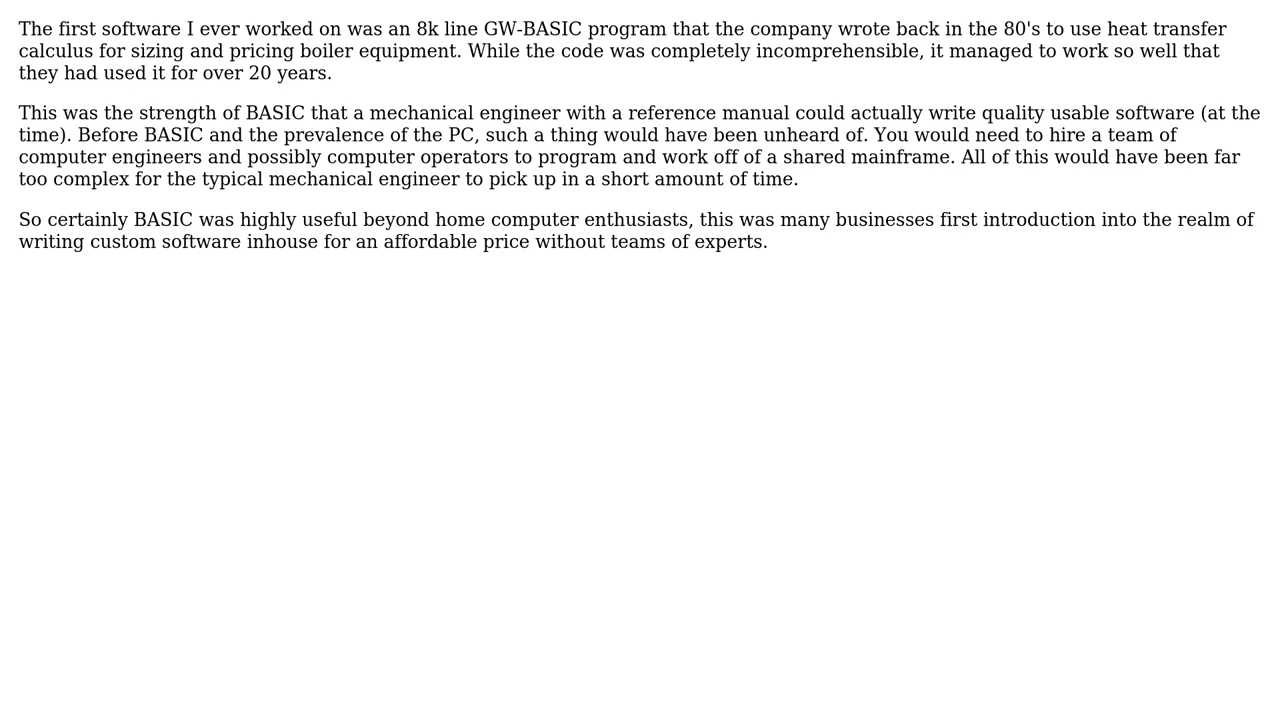 The first software I ever worked on was an 8k line GW-BASIC program that the company wrote back in the 80's to use heat transfer
calculus for sizing and pricing boiler equipment. While the code was completely incomprehensible, it managed to work so well that
they had used it for over 20 years.
This was the strength of BASIC that a mechanical engineer with a reference manual could actually write quality usable software (at the
time). Before BASIC and the prevalence of the PC, such a thing would have been unheard of. You would need to hire a team of
computer engineers and possibly computer operators to program and work off of a shared mainframe. All of this would have been far
too complex for the typical mechanical engineer to pick up in a short amount of time.
So certainly BASIC was highly useful beyond home computer enthusiasts, this was many businesses first introduction into the realm of
writing custom software inhouse for an affordable price without teams of experts.